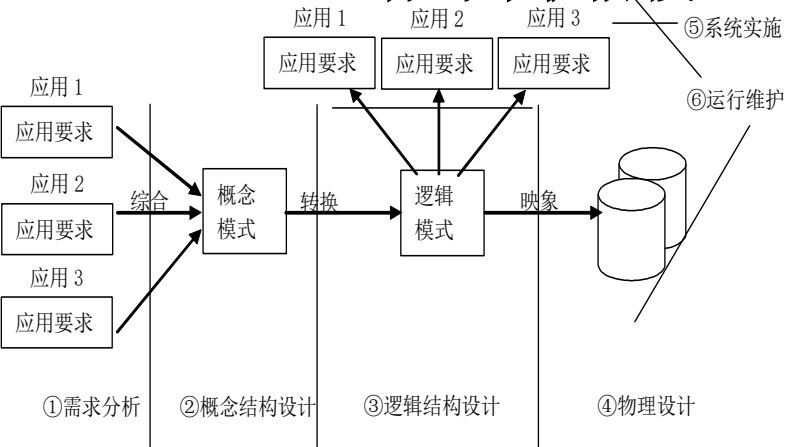 应用1 应用2 应用3
⑤系统实施
应用要求 应用要求 应用要求
应用1
⑥运行维护
应用要求
应用2
综合
概念
模式
转换
逻辑
模式
映象
应用要求
应用3
应用要求
①需求分析 ②概念结构设计 ③逻辑结构设计 ④物理设计